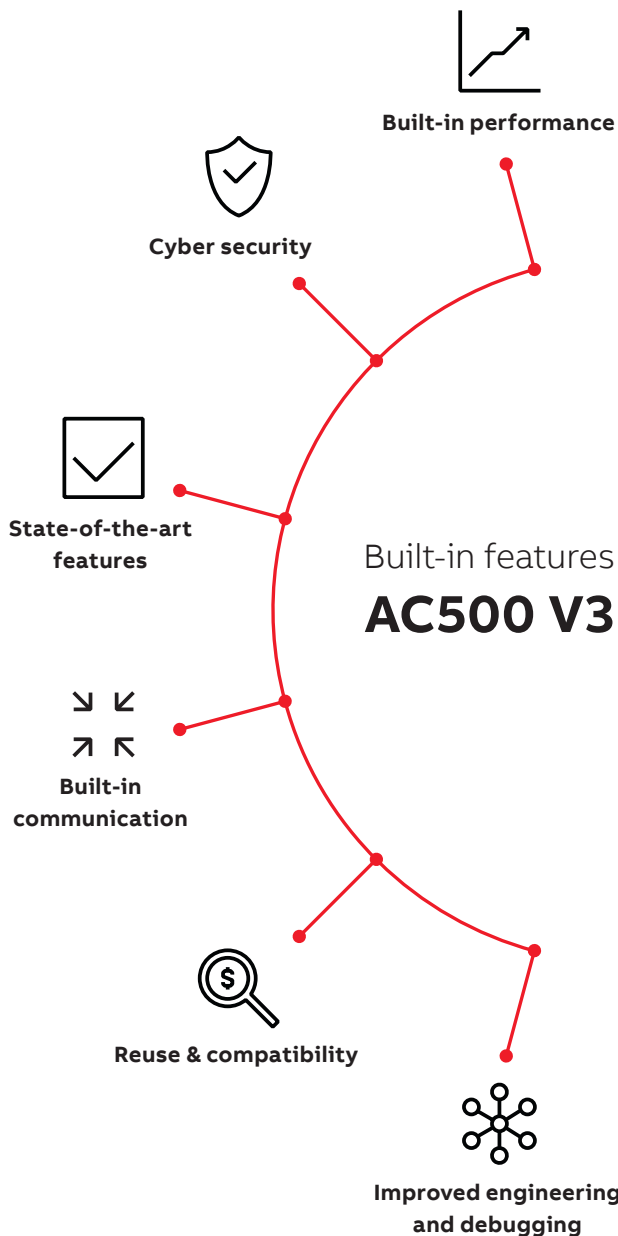 Built-in performance
Cyber security
State-of-the-art
features
Built-in features
AC500 V3
Built-in
communication
$
Reuse & compatibility
Improved engineering
and debugging